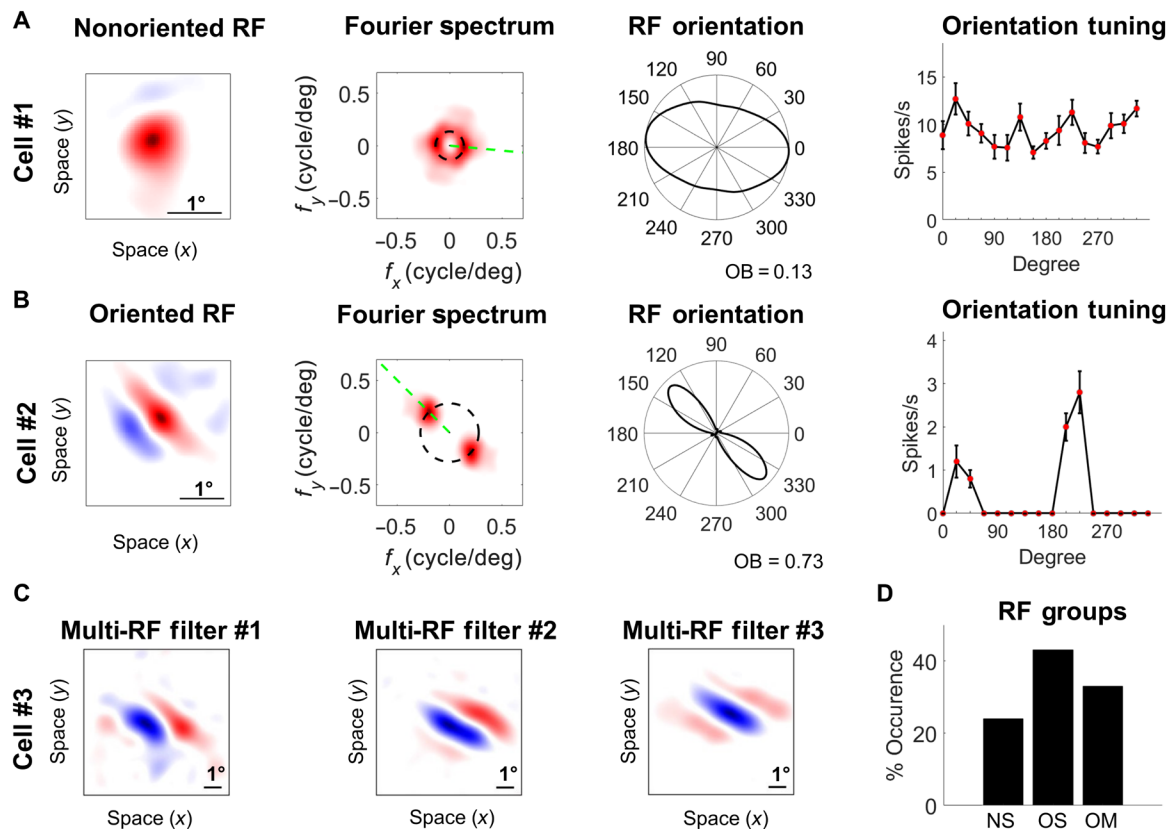 A
Nonoriented RF
Fourier spectrum
RF orientation
Orientation tuning
Cell #1
Space (y)
1°
Space (x)
f_y (cycle/deg)
0.5
0
−0.5
−0.5 0 0.5
f_x (cycle/deg)
90
120 60
150 30
180 0
210 330
240 300
270
OB = 0.13
Spikes/s
15
10
5
0
0 90 180 270
Degree
B
Oriented RF
Fourier spectrum
RF orientation
Orientation tuning
Cell #2
Space (y)
1°
Space (x)
f_y (cycle/deg)
0.5
0
−0.5
−0.5 0 0.5
f_x (cycle/deg)
90
120 60
150 30
180 0
210 330
240 300
270
OB = 0.73
Spikes/s
4
3
2
1
0
0 90 180 270
Degree
C
Multi-RF filter #1
Multi-RF filter #2
Multi-RF filter #3
Cell #3
Space (y)
1°
Space (x)
Space (y)
1°
Space (x)
Space (y)
1°
Space (x)
D
RF groups
% Occurrence
40
20
0
NS OS OM